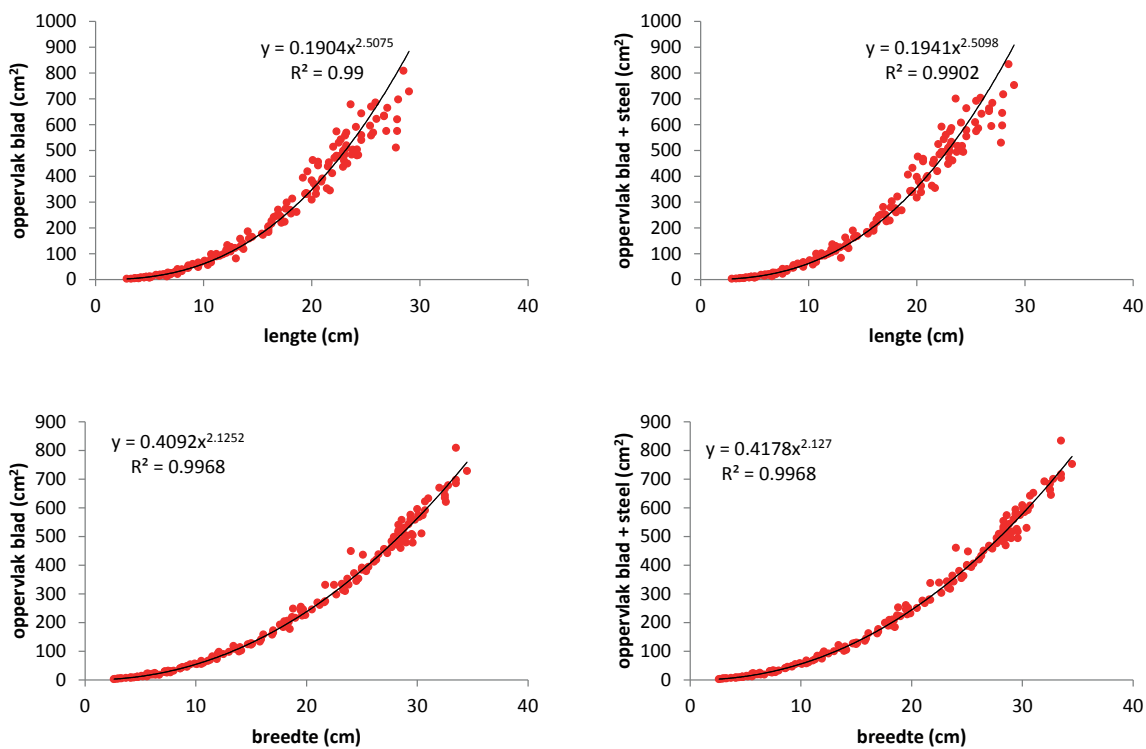 1000
900
800
700
600
500
400
300
200
100
0
oppervlak blad (cm²)
y = 0.1904x^2.5075
R² = 0.99
0 10 20 30 40
lengte (cm)
1000
900
800
700
600
500
400
300
200
100
0
oppervlak blad + steel (cm²)
y = 0.1941x^2.5098
R² = 0.9902
0 10 20 30 40
lengte (cm)
900
800
700
600
500
400
300
200
100
0
oppervlak blad (cm²)
y = 0.4092x^2.1252
R² = 0.9968
0 10 20 30 40
breedte (cm)
900
800
700
600
500
400
300
200
100
0
oppervlak blad + steel (cm²)
y = 0.4178x^2.127
R² = 0.9968
0 10 20 30 40
breedte (cm)